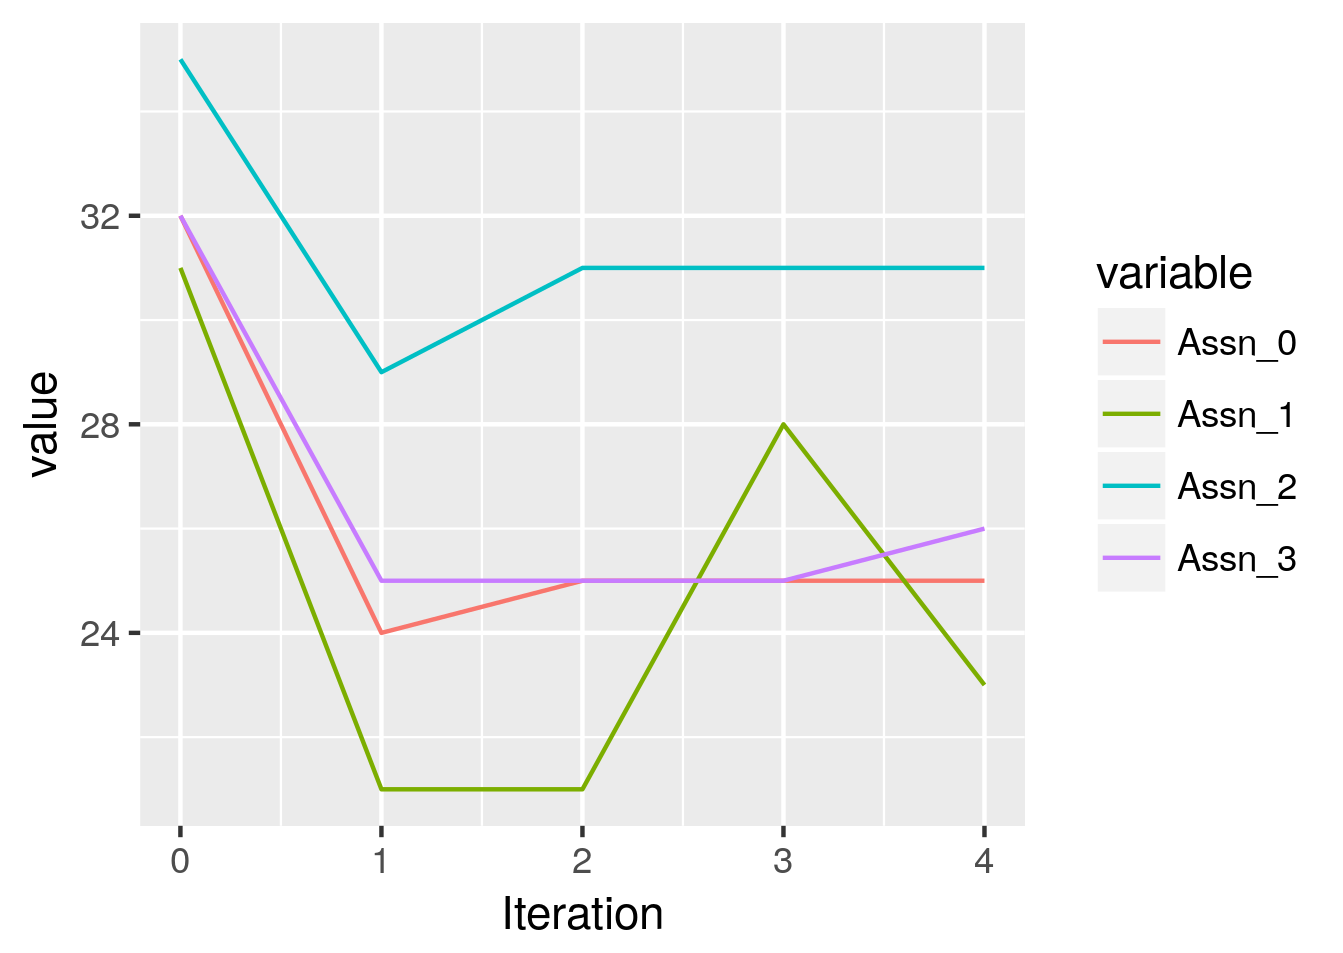 value
32
28
24
0 1 2 3 4
Iteration
variable
Assn_0
Assn_1
Assn_2
Assn_3